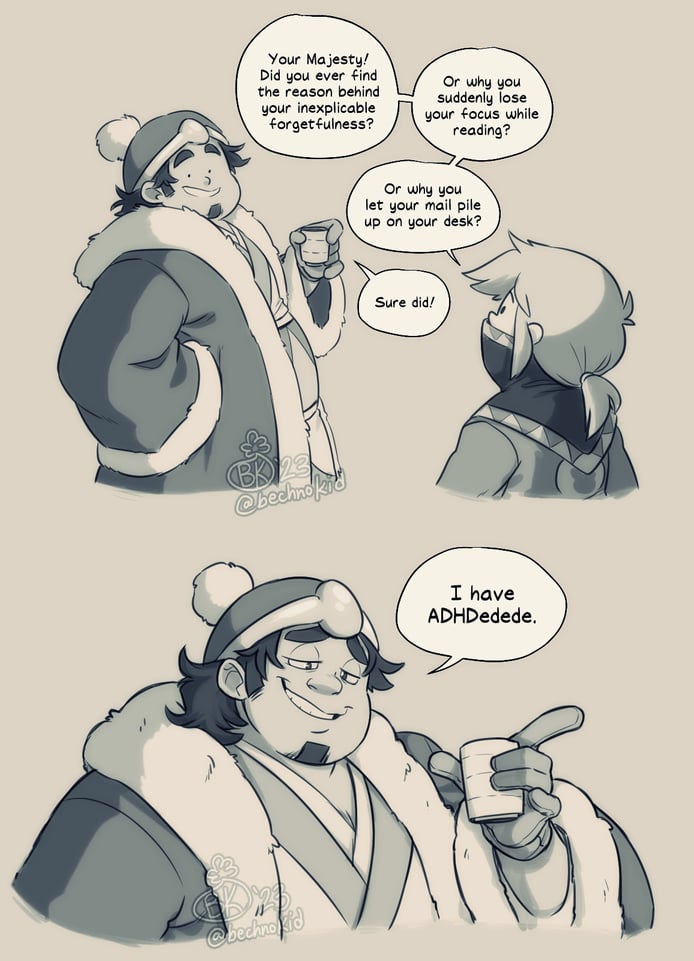 Your Majesty!
Did you ever find
the reason behind
your inexplicable
forgetfulness?
Or why you
suddenly lose
your focus while
reading?
Or why you
let your mail pile
up on your desk?
Sure did!
BK '23
@bechnokid
I have
ADHDedede.
BK '23
@bechnokid